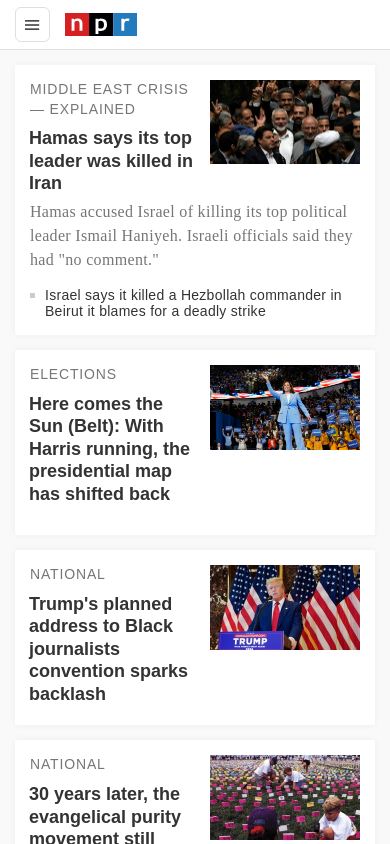 npr
MIDDLE EAST CRISIS
— EXPLAINED
Hamas says its top
leader was killed in
Iran
Hamas accused Israel of killing its top political
leader Ismail Haniyeh. Israeli officials said they
had "no comment."
Israel says it killed a Hezbollah commander in
Beirut it blames for a deadly strike
ELECTIONS
Here comes the
Sun (Belt): With
Harris running, the
presidential map
has shifted back
NATIONAL
Trump's planned
address to Black
journalists
convention sparks
backlash
TRUMP
NATIONAL
30 years later, the
evangelical purity
movement still